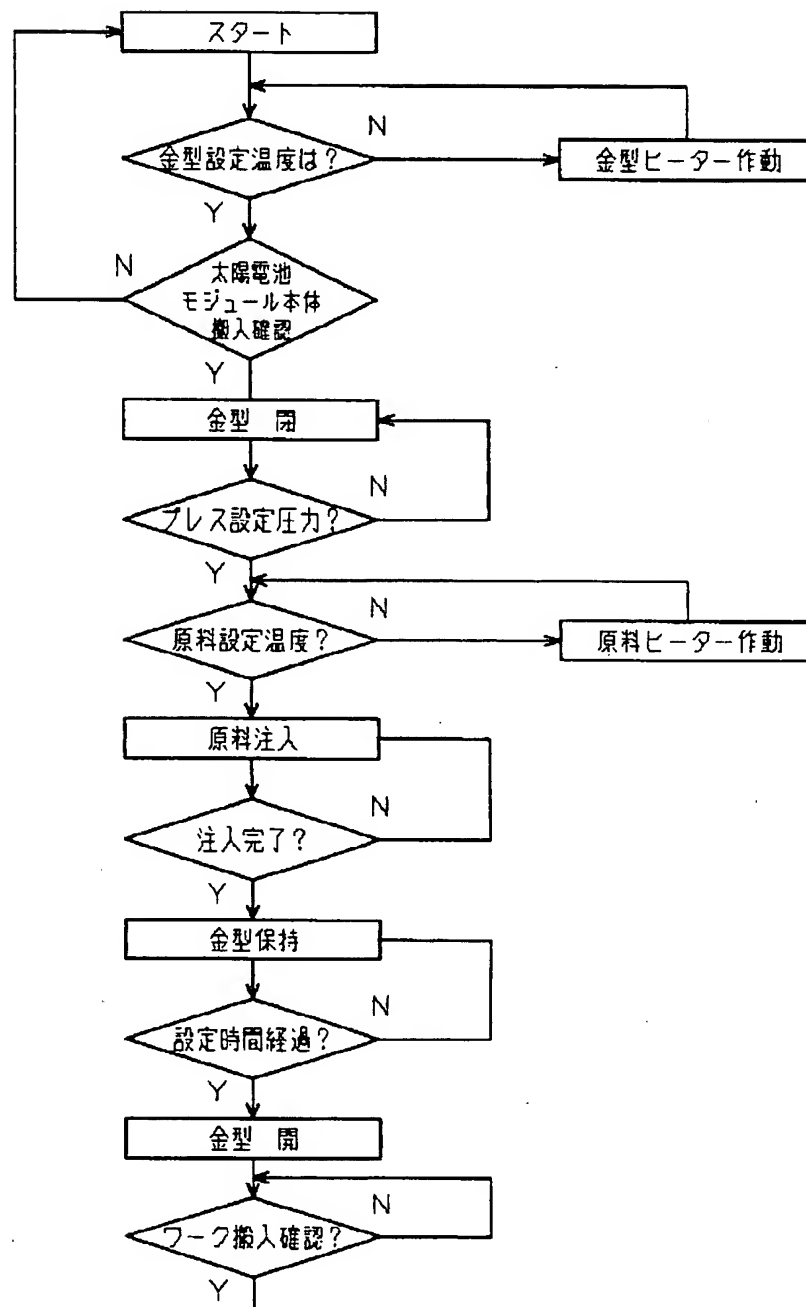 スタート
N
金型設定温度は？
金型ヒーター作動
Y
N
太陽電池
モジュール本体
搬入確認
Y
金型 閉
N
プレス設定圧力？
Y
N
原料設定温度？
原料ヒーター作動
Y
原料注入
N
注入完了？
Y
金型保持
N
設定時間経過？
Y
金型 開
N
ワーク搬入確認？
Y